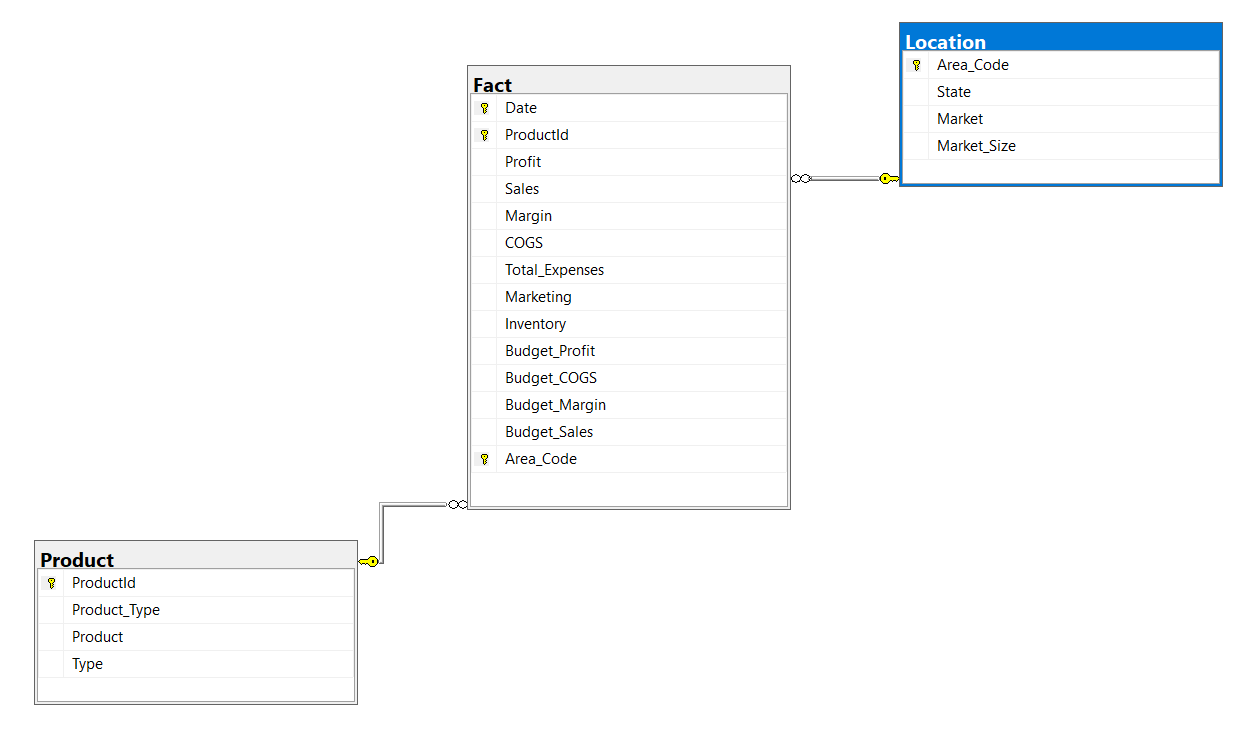 Location
Area_Code
State
Market
Market_Size
Fact
Date
ProductId
Profit
Sales
Margin
COGS
Total_Expenses
Marketing
Inventory
Budget_Profit
Budget_COGS
Budget_Margin
Budget_Sales
Area_Code
Product
ProductId
Product_Type
Product
Type